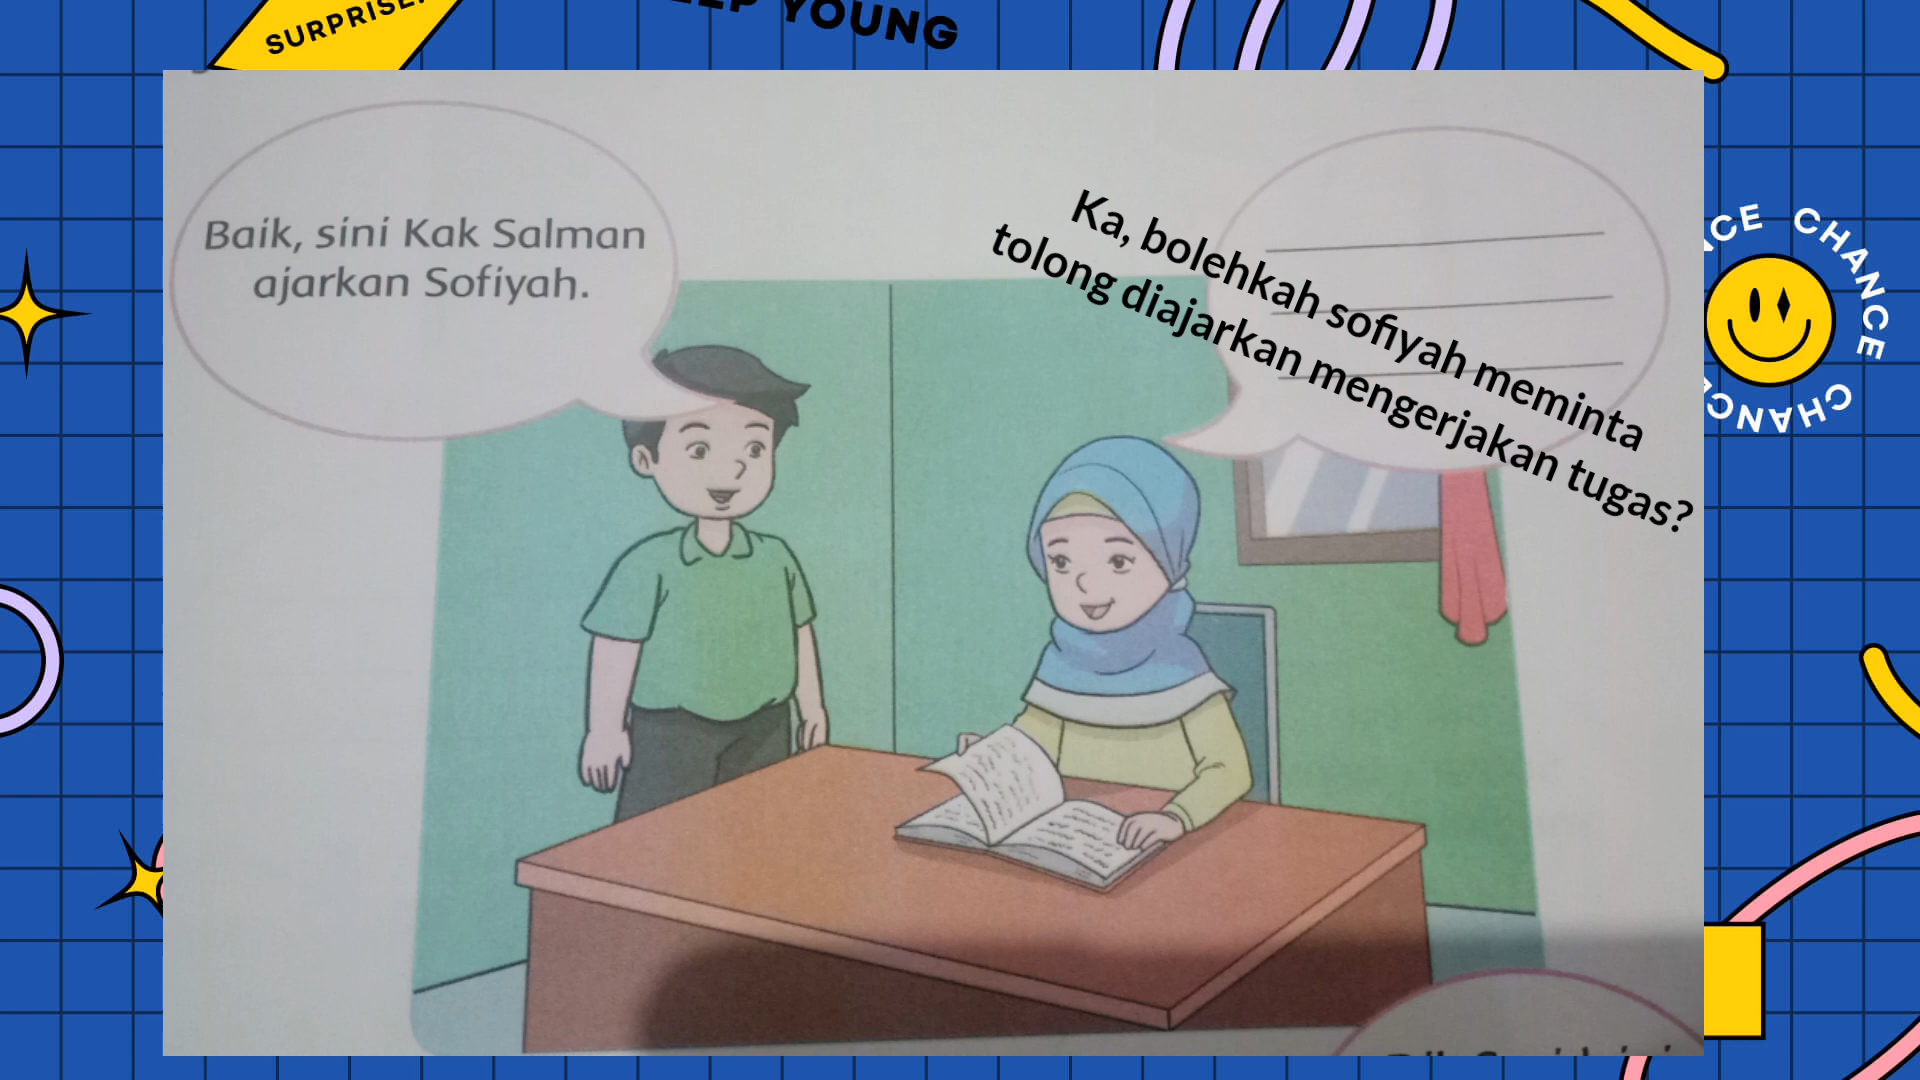 SURPRISE!
YOUNG
Baik, sini Kak Salman
ajarkan Sofiyah.
Ka, bolehkah sofiyah meminta
tolong diajarkan mengerjakan tugas?
CHANCE
CHANCE